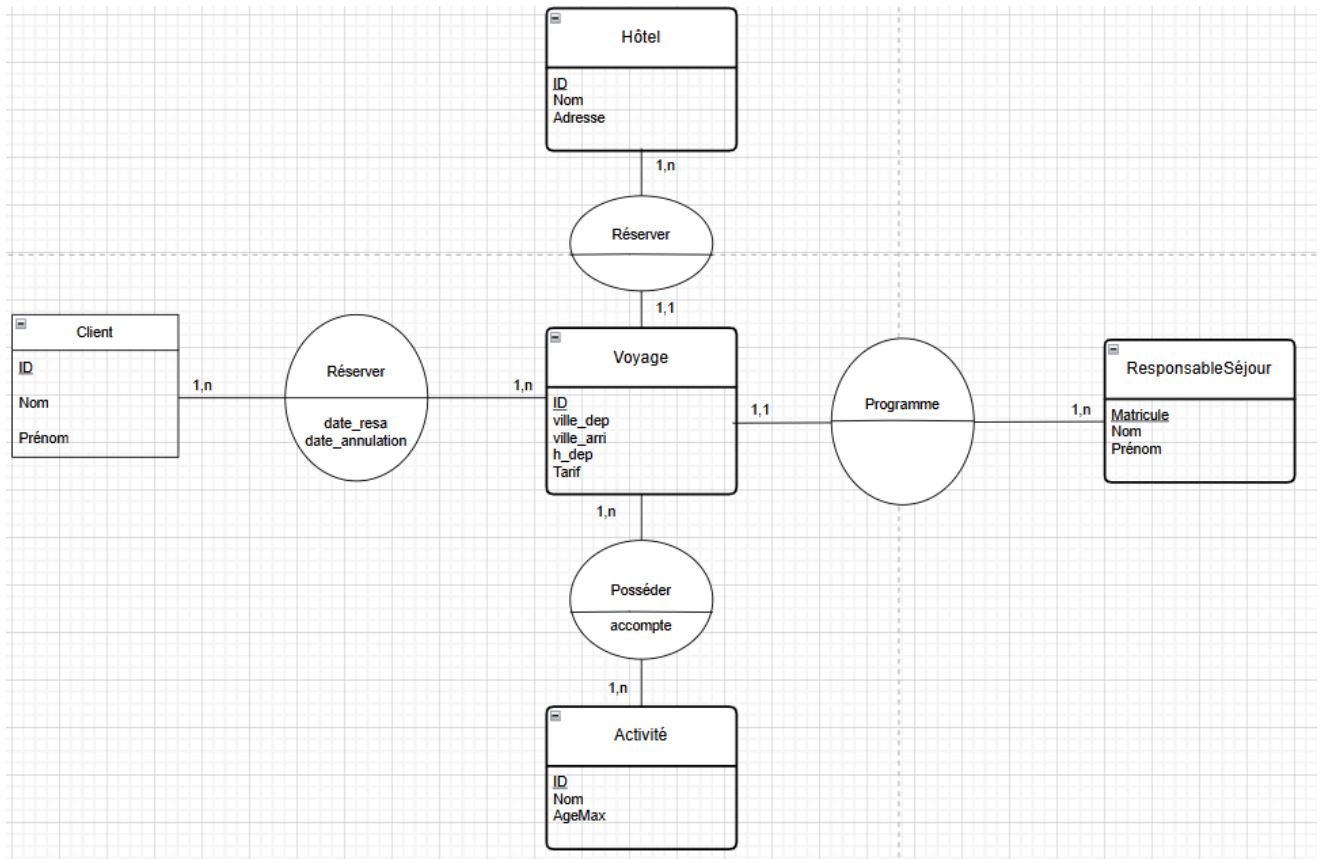 Hôtel
ID
Nom
Adresse
1,n
Réserver
1,1
Client
ID
Nom
Prénom
1,n
Réserver
date_resa
date_annulation
1,n
Voyage
ID
ville_dep
ville_arri
h_dep
Tarif
1,1
Programme
1,n
ResponsableSéjour
Matricule
Nom
Prénom
1,n
Posséder
accompte
1,n
Activité
ID
Nom
AgeMax